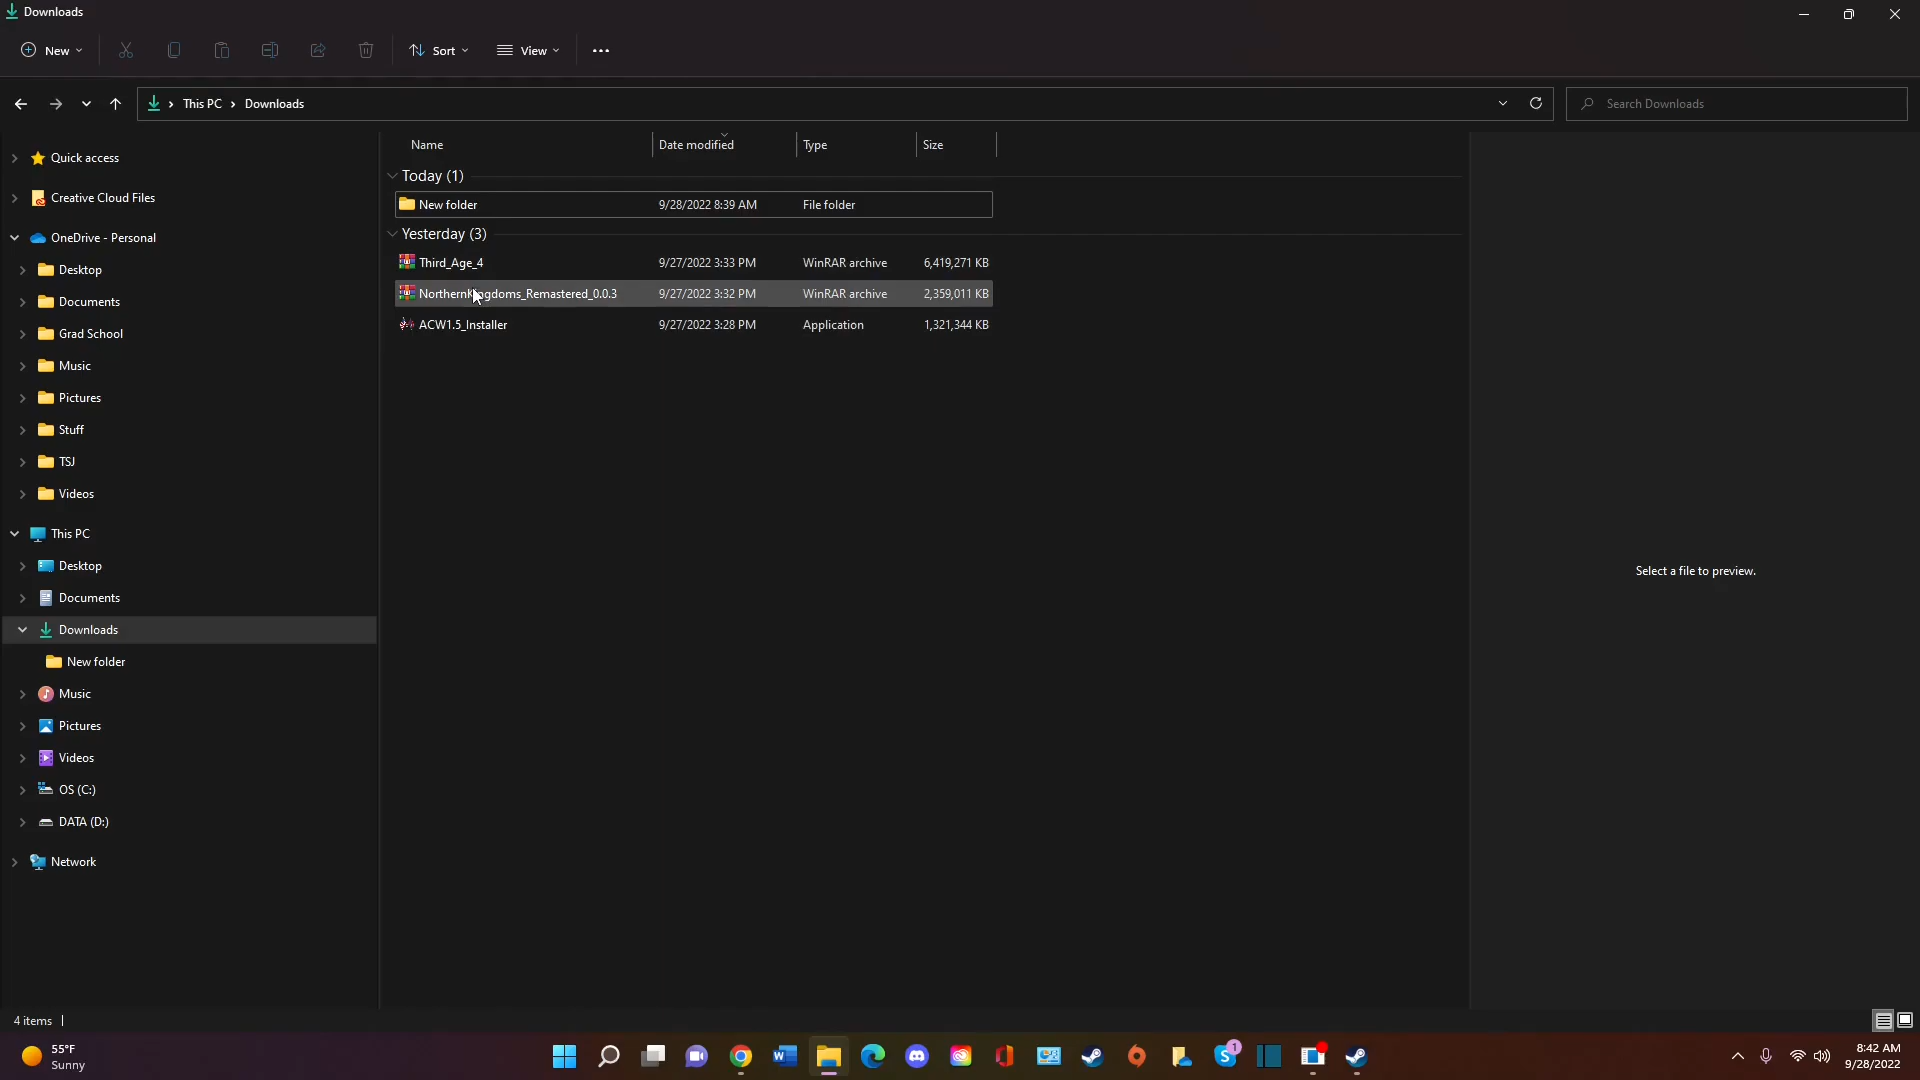 Downloads
New Sort View
This PC Downloads Search Downloads
Quick access
Creative Cloud Files
OneDrive - Personal
Desktop
Documents
Grad School
Music
Pictures
Stuff
TSJ
Videos
This PC
Desktop
Documents
Downloads
New folder
Music
Pictures
Videos
OS (C:)
DATA (D:)
Network
Name Date modified Type Size
Today (1)
New folder 9/28/2022 8:39 AM File folder
Yesterday (3)
Third_Age_4 9/27/2022 3:33 PM WinRAR archive 6,419,271 KB
NorthernKingdoms_Remastered_0.0.3 9/27/2022 3:32 PM WinRAR archive 2,359,011 KB
ACW1.5_Installer 9/27/2022 3:28 PM Application 1,321,344 KB
Select a file to preview.
4 items
55°F
Sunny
1
8:42 AM
9/28/2022